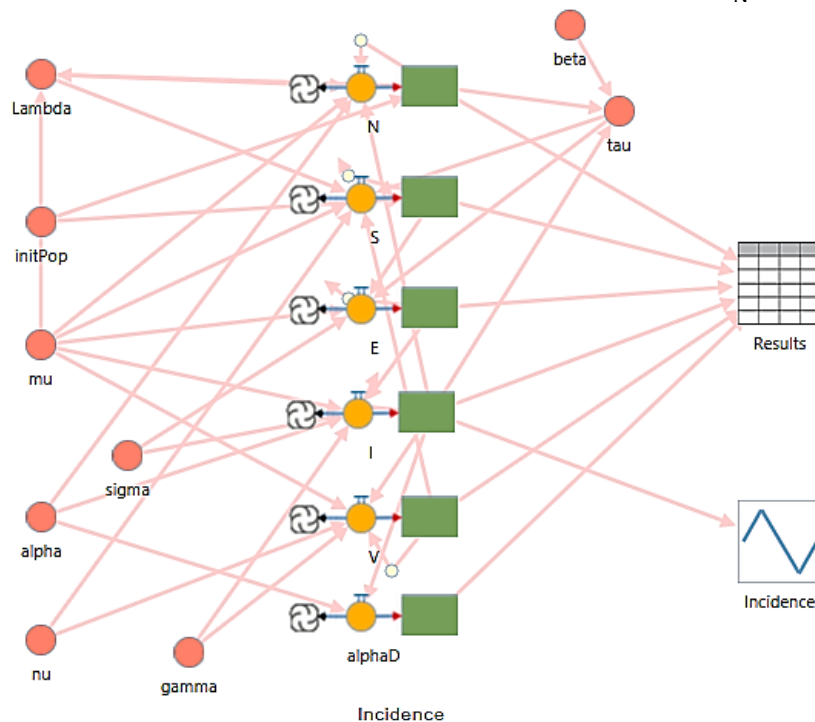 N
beta
Lambda
N
tau
S
initPop
E
Results
mu
I
sigma
alpha
V
Incidence
alphaD
nu
gamma
Incidence